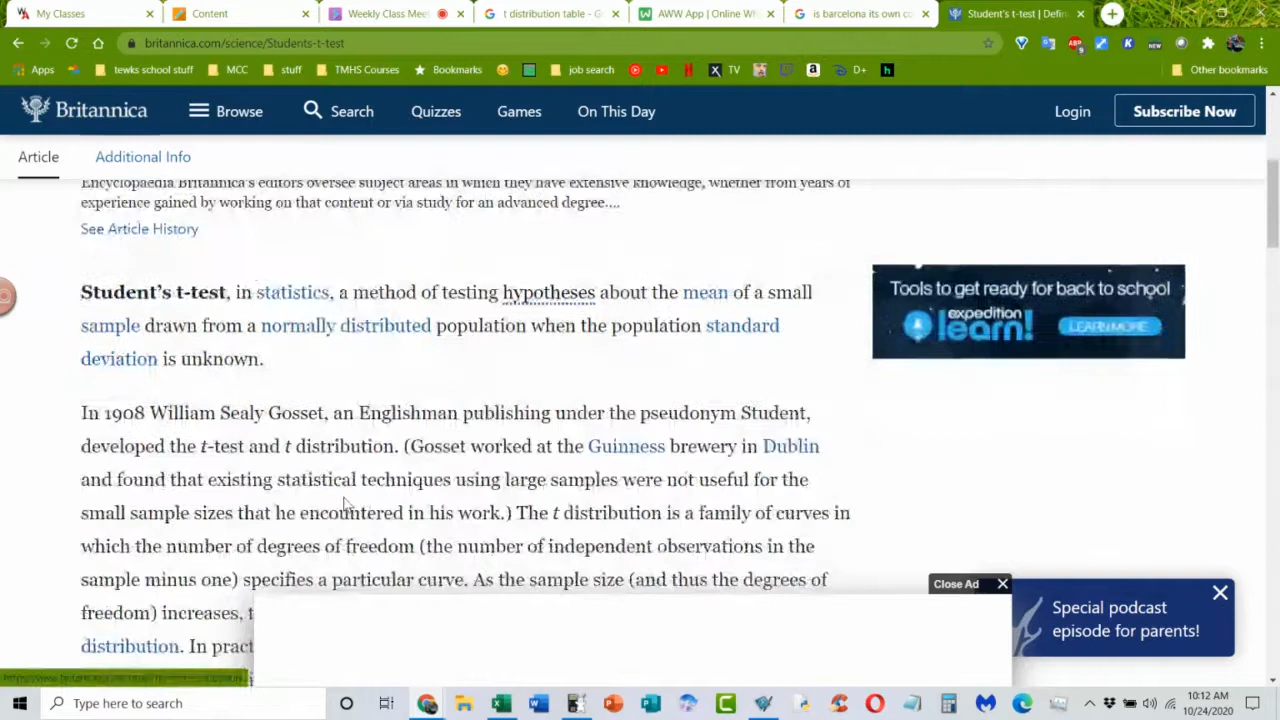 My Classes
Content
Weekly Class Mee
t distribution table - G
AWW App | Online Wh
is barcelona its own co
Student's t-test | Defin
britannica.com/science/Students-t-test
Apps
tewks school stuff
MCC
stuff
TMHS Courses
Bookmarks
job search
TV
D+
Other bookmarks
Britannica
Browse
Search
Quizzes
Games
On This Day
Login
Subscribe Now
Article
Additional Info
Encyclopaedia Britannica's editors oversee subject areas in which they have extensive knowledge, whether from years of
experience gained by working on that content or via study for an advanced degree....
See Article History
Student's t-test, in statistics, a method of testing hypotheses about the mean of a small
sample drawn from a normally distributed population when the population standard
deviation is unknown.
Tools to get ready for back to school
expedition
learn!
LEARN MORE
In 1908 William Sealy Gosset, an Englishman publishing under the pseudonym Student,
developed the t-test and t distribution. (Gosset worked at the Guinness brewery in Dublin
and found that existing statistical techniques using large samples were not useful for the
small sample sizes that he encountered in his work.) The t distribution is a family of curves in
which the number of degrees of freedom (the number of independent observations in the
sample minus one) specifies a particular curve. As the sample size (and thus the degrees of
freedom) increases, t
distribution. In pract
Close Ad
Special podcast
episode for parents!
Type here to search
10:12 AM
10/24/2020